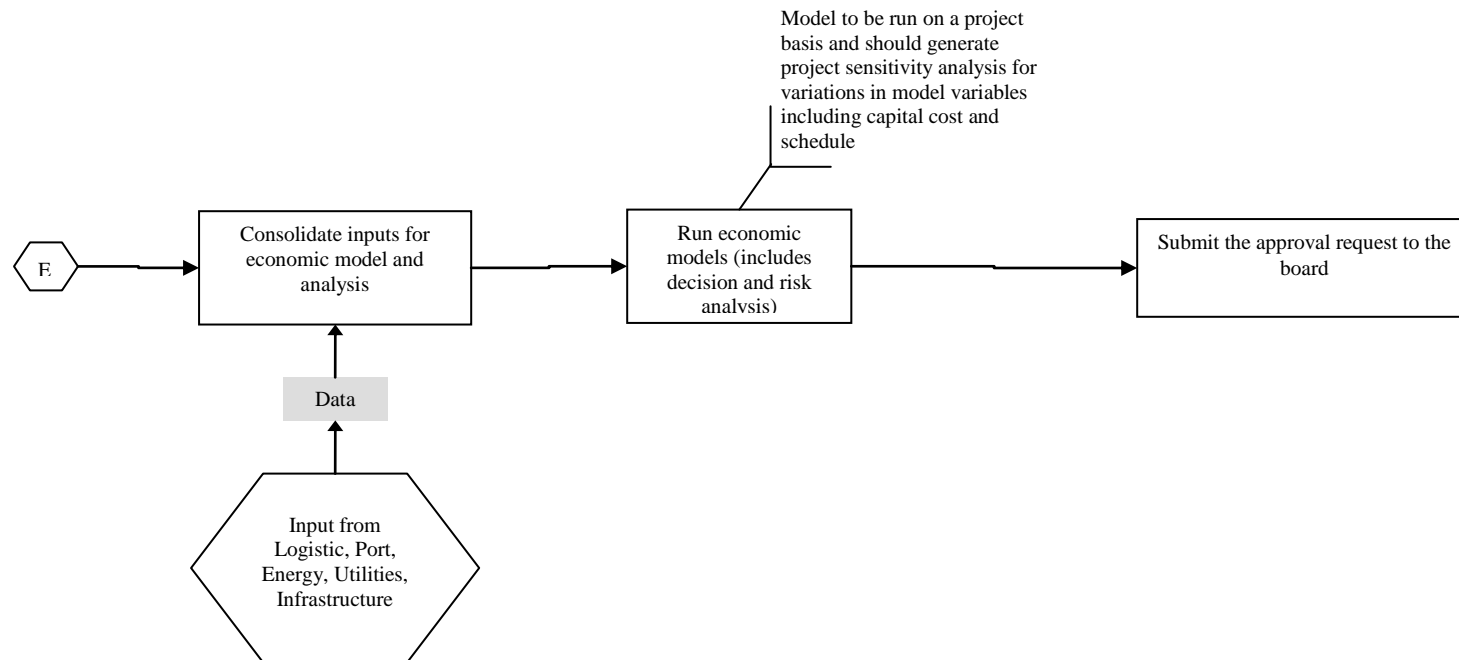 Model to be run on a project
basis and should generate
project sensitivity analysis for
variations in model variables
including capital cost and
schedule
E
Consolidate inputs for
economic model and
analysis
Run economic
models (includes
decision and risk
analysis)
Submit the approval request to the
board
Data
Input from
Logistic, Port,
Energy, Utilities,
Infrastructure